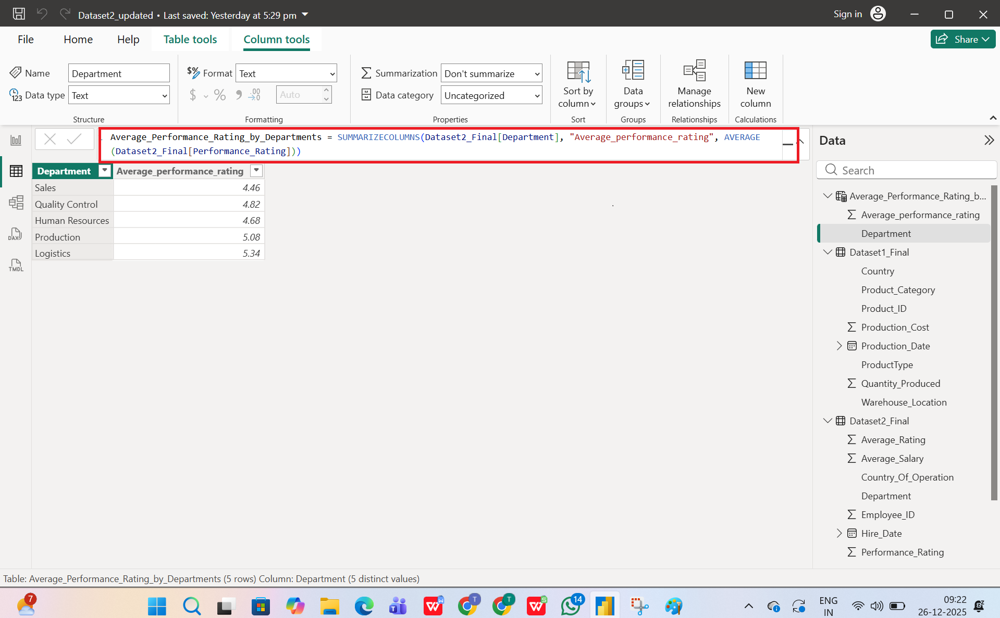 Dataset2_updated • Last saved: Yesterday at 5:29 pm
Sign in
File Home Help Table tools Column tools
Share
Name Department
Data type Text
Structure
Format Text
$ % Auto
Formatting
Summarization Don't summarize
Data category Uncategorized
Properties
Sort by
column
Sort
Data
groups
Groups
Manage
relationships
Relationships
New
column
Calculations
Average_Performance_Rating_by_Departments = SUMMARIZECOLUMNS(Dataset2_Final[Department], "Average_performance_rating", AVERAGE
(Dataset2_Final[Performance_Rating]))
DAX
TMDL
Department Average_performance_rating
Sales 4.46
Quality Control 4.82
Human Resources 4.68
Production 5.08
Logistics 5.34
Data
Search
Average_Performance_Rating_b...
Average_performance_rating
Department
Dataset1_Final
Country
Product_Category
Product_ID
Production_Cost
Production_Date
ProductType
Quantity_Produced
Warehouse_Location
Dataset2_Final
Average_Rating
Average_Salary
Country_Of_Operation
Department
Employee_ID
Hire_Date
Performance_Rating
Table: Average_Performance_Rating_by_Departments (5 rows) Column: Department (5 distinct values)
7
14
ENG
IN
09:22
26-12-2025